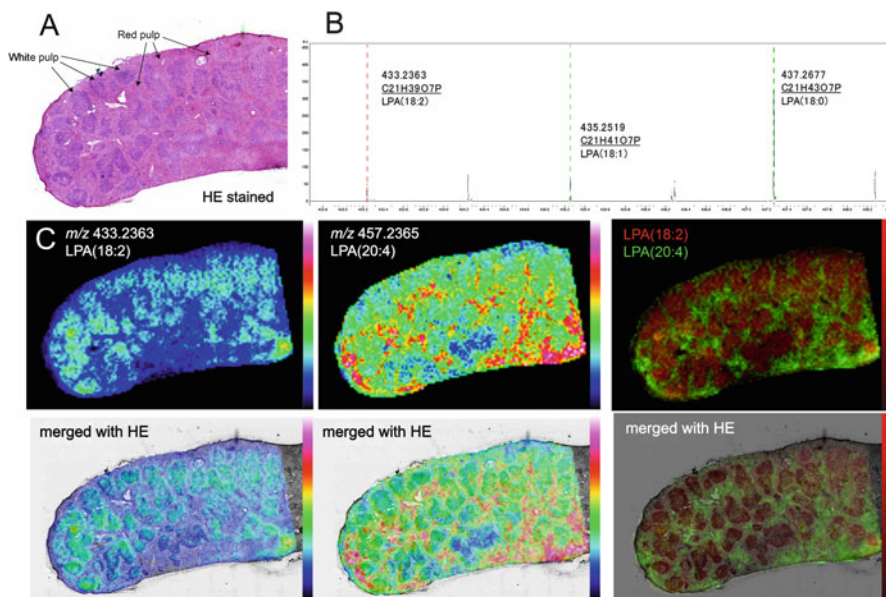 A
Red pulp
White pulp
HE stained
B
433.2363
C21H39O7P
LPA(18:2)
435.2519
C21H41O7P
LPA(18:1)
437.2677
C21H43O7P
LPA(18:0)
C
m/z 433.2363
LPA(18:2)
m/z 457.2365
LPA(20:4)
LPA(18:2)
LPA(20:4)
merged with HE
merged with HE
merged with HE